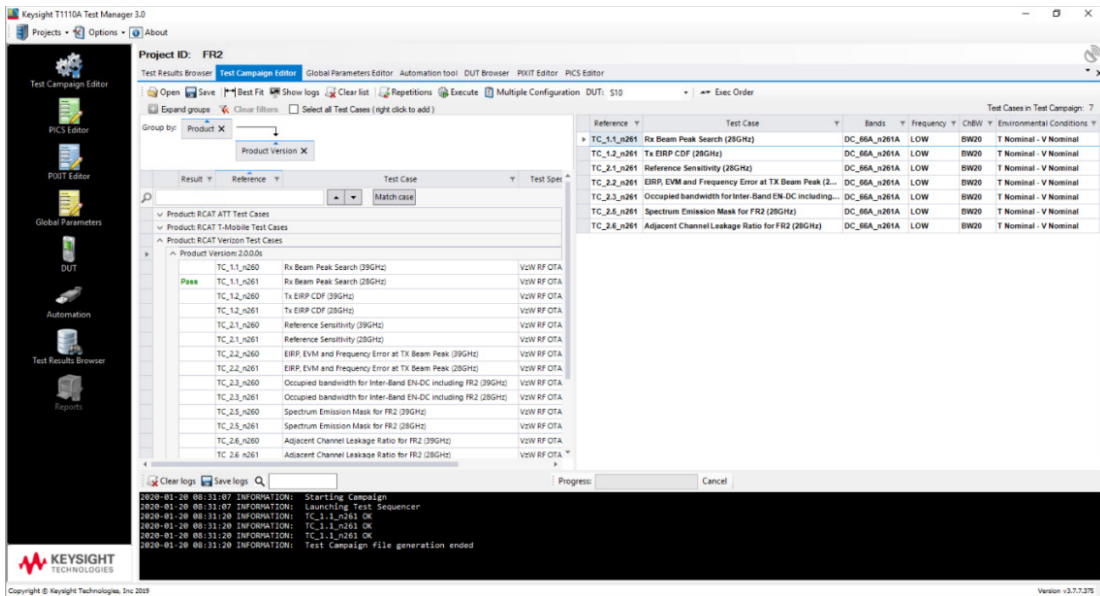 Keysight T1110A Test Manager 3.0
Projects Options About
Project ID: FR2
Test Results Browser Test Campaign Editor Global Parameters Editor Automation tool DUT Browser PIXIT Editor PICS Editor
Open Save Best Fit Show logs Clear list Repetitions Execute Multiple Configuration DUT: S10 Exec Order
Expand groups Clear filters Select all Test Cases ( right click to add ) Test Cases in Test Campaign: 7
Group by: Product X
Product Version X
Result Reference Test Case Test Spec
Match case
Product: RCAT ATT Test Cases
Product: RCAT T-Mobile Test Cases
Product: RCAT Verizon Test Cases
Product Version: 2.0.0.0s
TC_1.1_n260 Rx Beam Peak Search (39GHz) VzW RF OTA
Pass TC_1.1_n261 Rx Beam Peak Search (28GHz) VzW RF OTA
TC_1.2_n260 Tx EIRP CDF (39GHz) VzW RF OTA
TC_1.2_n261 Tx EIRP CDF (28GHz) VzW RF OTA
TC_2.1_n260 Reference Sensitivity (39GHz) VzW RF OTA
TC_2.1_n261 Reference Sensitivity (28GHz) VzW RF OTA
TC_2.2_n260 EIRP, EVM and Frequency Error at TX Beam Peak (39GHz) VzW RF OTA
TC_2.2_n261 EIRP, EVM and Frequency Error at TX Beam Peak (28GHz) VzW RF OTA
TC_2.3_n260 Occupied bandwidth for Inter-Band EN-DC including FR2 (39GHz) VzW RF OTA
TC_2.3_n261 Occupied bandwidth for Inter-Band EN-DC including FR2 (28GHz) VzW RF OTA
TC_2.5_n260 Spectrum Emission Mask for FR2 (39GHz) VzW RF OTA
TC_2.5_n261 Spectrum Emission Mask for FR2 (28GHz) VzW RF OTA
TC_2.6_n260 Adjacent Channel Leakage Ratio for FR2 (39GHz) VzW RF OTA
TC_2.6_n261 Adjacent Channel Leakage Ratio for FR2 (28GHz) VzW RF OTA
Reference Test Case Bands Frequency ChBW Environmental Conditions
TC_1.1_n261 Rx Beam Peak Search (28GHz) DC_66A_n261A LOW BW20 T Nominal - V Nominal
TC_1.2_n261 Tx EIRP CDF (28GHz) DC_66A_n261A LOW BW20 T Nominal - V Nominal
TC_2.1_n261 Reference Sensitivity (28GHz) DC_66A_n261A LOW BW20 T Nominal - V Nominal
TC_2.2_n261 EIRP, EVM and Frequency Error at TX Beam Peak (2... DC_66A_n261A LOW BW20 T Nominal - V Nominal
TC_2.3_n261 Occupied bandwidth for Inter-Band EN-DC including... DC_66A_n261A LOW BW20 T Nominal - V Nominal
TC_2.5_n261 Spectrum Emission Mask for FR2 (28GHz) DC_66A_n261A LOW BW20 T Nominal - V Nominal
TC_2.6_n261 Adjacent Channel Leakage Ratio for FR2 (28GHz) DC_66A_n261A LOW BW20 T Nominal - V Nominal
Clear logs Save logs Progress: Cancel
2020-01-20 08:31:07 INFORMATION: Starting Campaign
2020-01-20 08:31:07 INFORMATION: Launching Test Sequencer
2020-01-20 08:31:20 INFORMATION: TC_1.1_n261 OK
2020-01-20 08:31:20 INFORMATION: TC_1.1_n261 OK
2020-01-20 08:31:20 INFORMATION: TC_1.1_n261 OK
2020-01-20 08:31:20 INFORMATION: Test Campaign file generation ended
Test Campaign Editor
PICS Editor
PIXIT Editor
Global Parameters
DUT
Automation
Test Results Browser
Reports
KEYSIGHT
TECHNOLOGIES
Copyright © Keysight Technologies, Inc 2019
Version v3.7.7.375